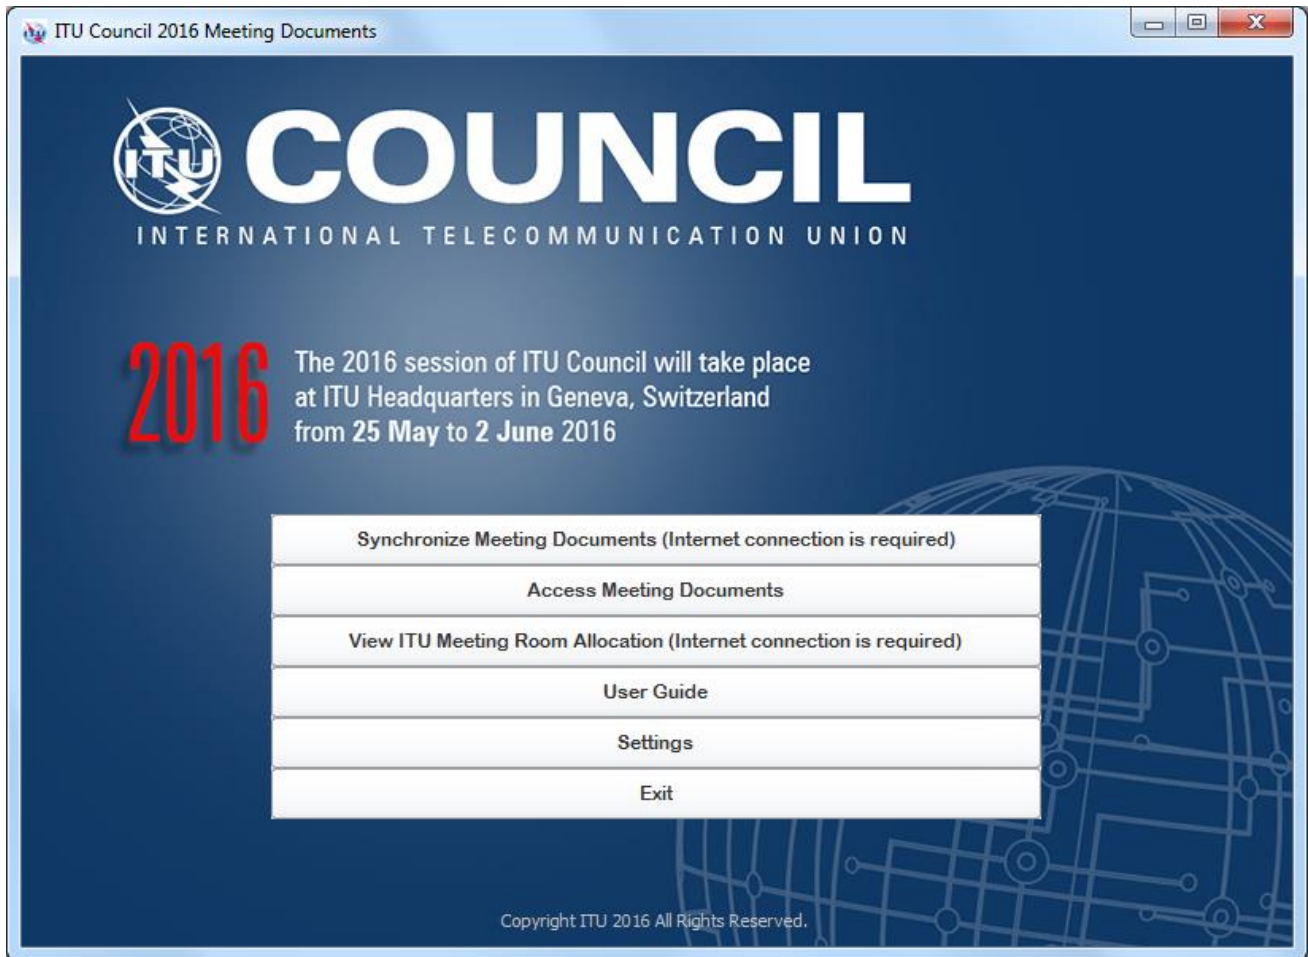 ITU Council 2016 Meeting Documents
ITU COUNCIL
INTERNATIONAL TELECOMMUNICATION UNION
2016
The 2016 session of ITU Council will take place
at ITU Headquarters in Geneva, Switzerland
from 25 May to 2 June 2016
Synchronize Meeting Documents (Internet connection is required)
Access Meeting Documents
View ITU Meeting Room Allocation (Internet connection is required)
User Guide
Settings
Exit
Copyright ITU 2016 All Rights Reserved.